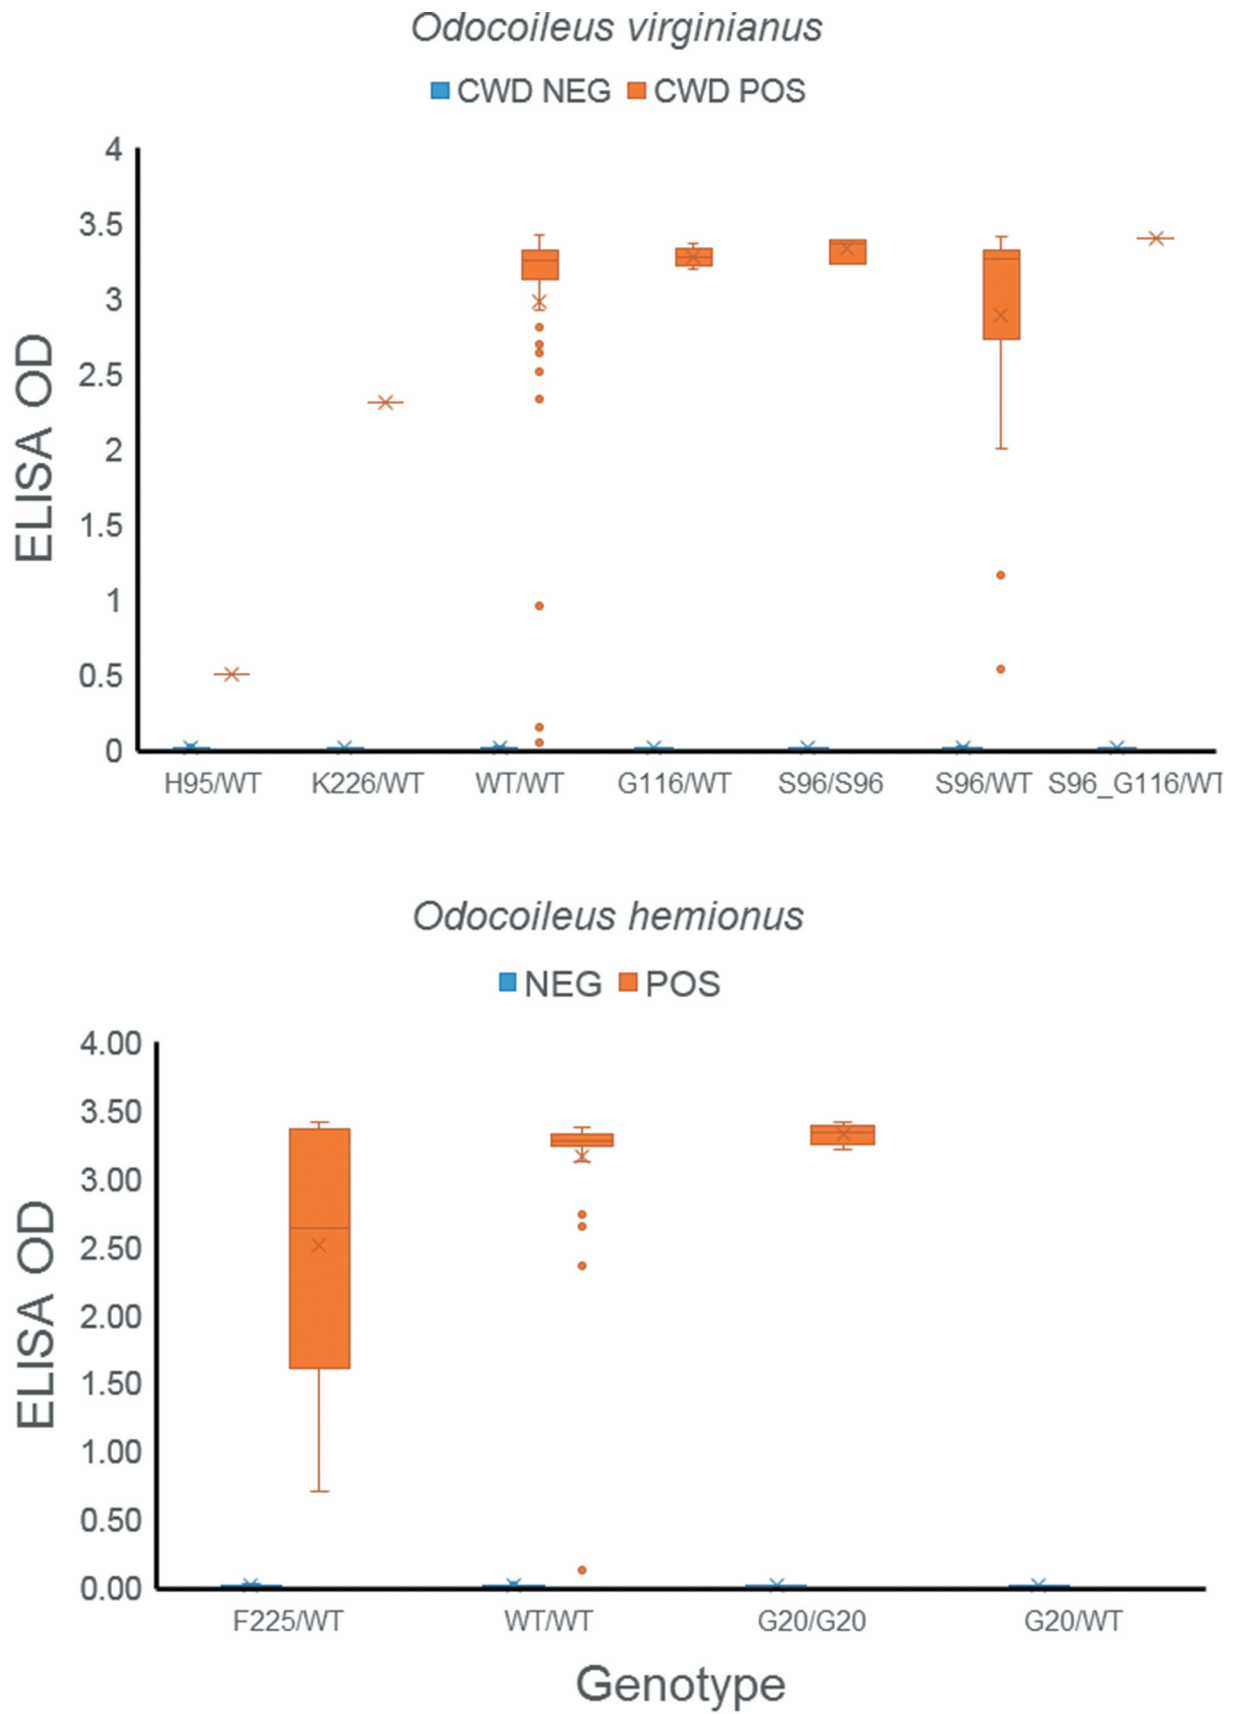 Odocoileus virginianus
CWD NEG CWD POS
4
3.5
3
2.5
2
1.5
1
0.5
0
ELISA OD
H95/WT K226/WT WT/WT G116/WT S96/S96 S96/WT S96_G116/WT
Odocoileus hemionus
NEG POS
4.00
3.50
3.00
2.50
2.00
1.50
1.00
0.50
0.00
ELISA OD
F225/WT WT/WT G20/G20 G20/WT
Genotype